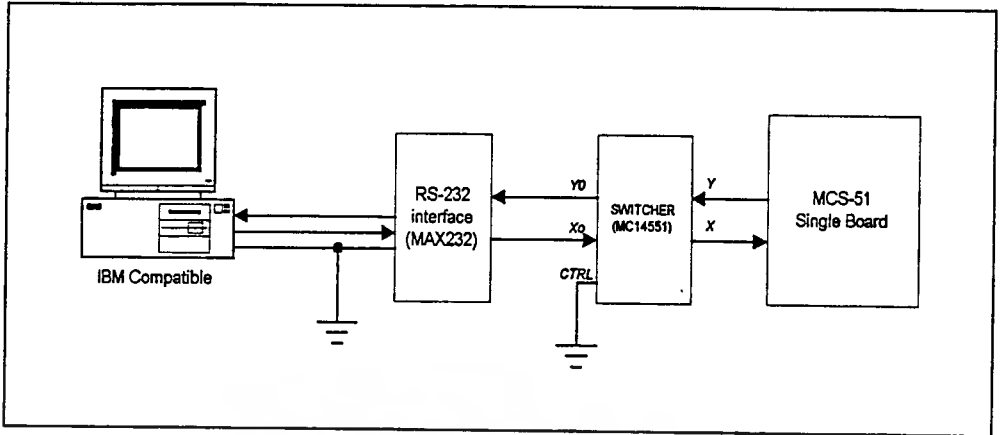 IBM Compatible
RS-232
interface
(MAX232)
Y0
Xo
CTRL
SWITCHER
(MC14551)
Y
X
MCS-51
Single Board